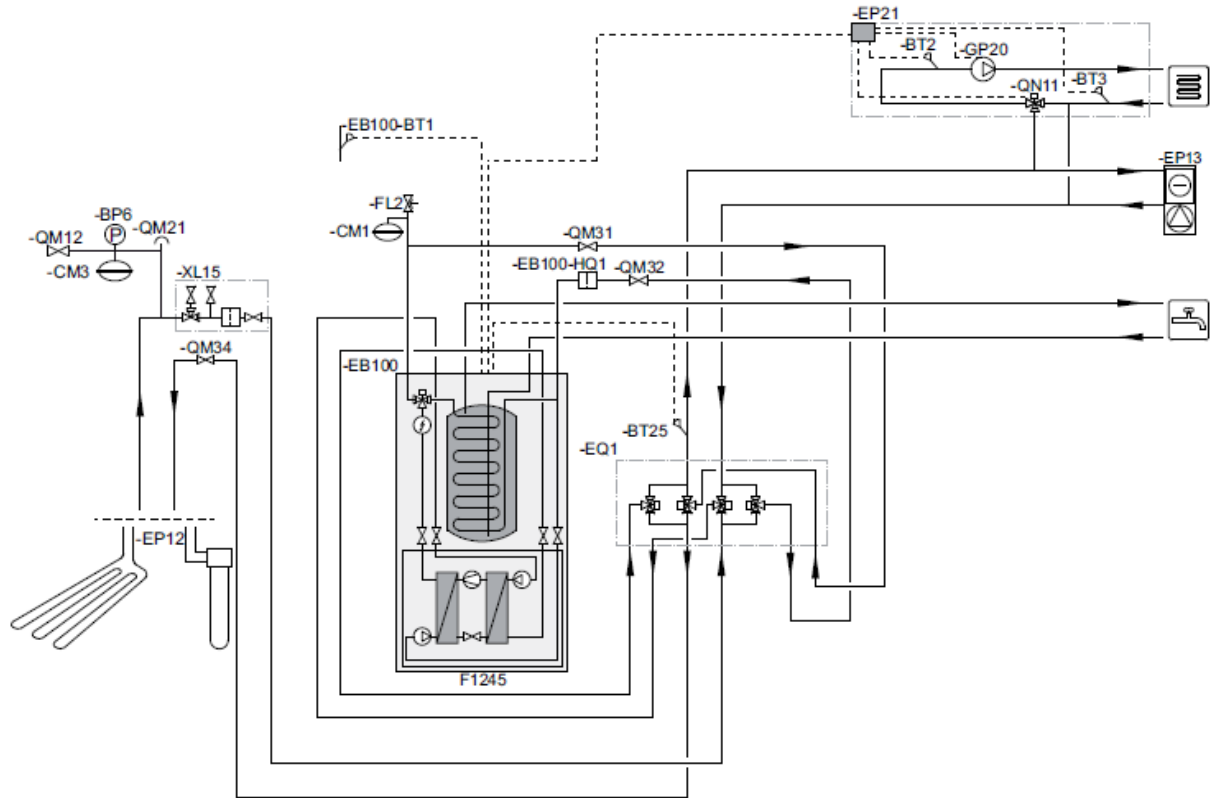 -EP21
-BT2
-GP20
-BT3
-QN11
-EB100-BT1
-EP13
-FL2
-BP6
-QM21
-CM1
-QM31
-QM12
-EB100-HQ1
-QM32
-CM3
-XL15
-QM34
-EB100
-BT25
-EQ1
-EP12
F1245
P